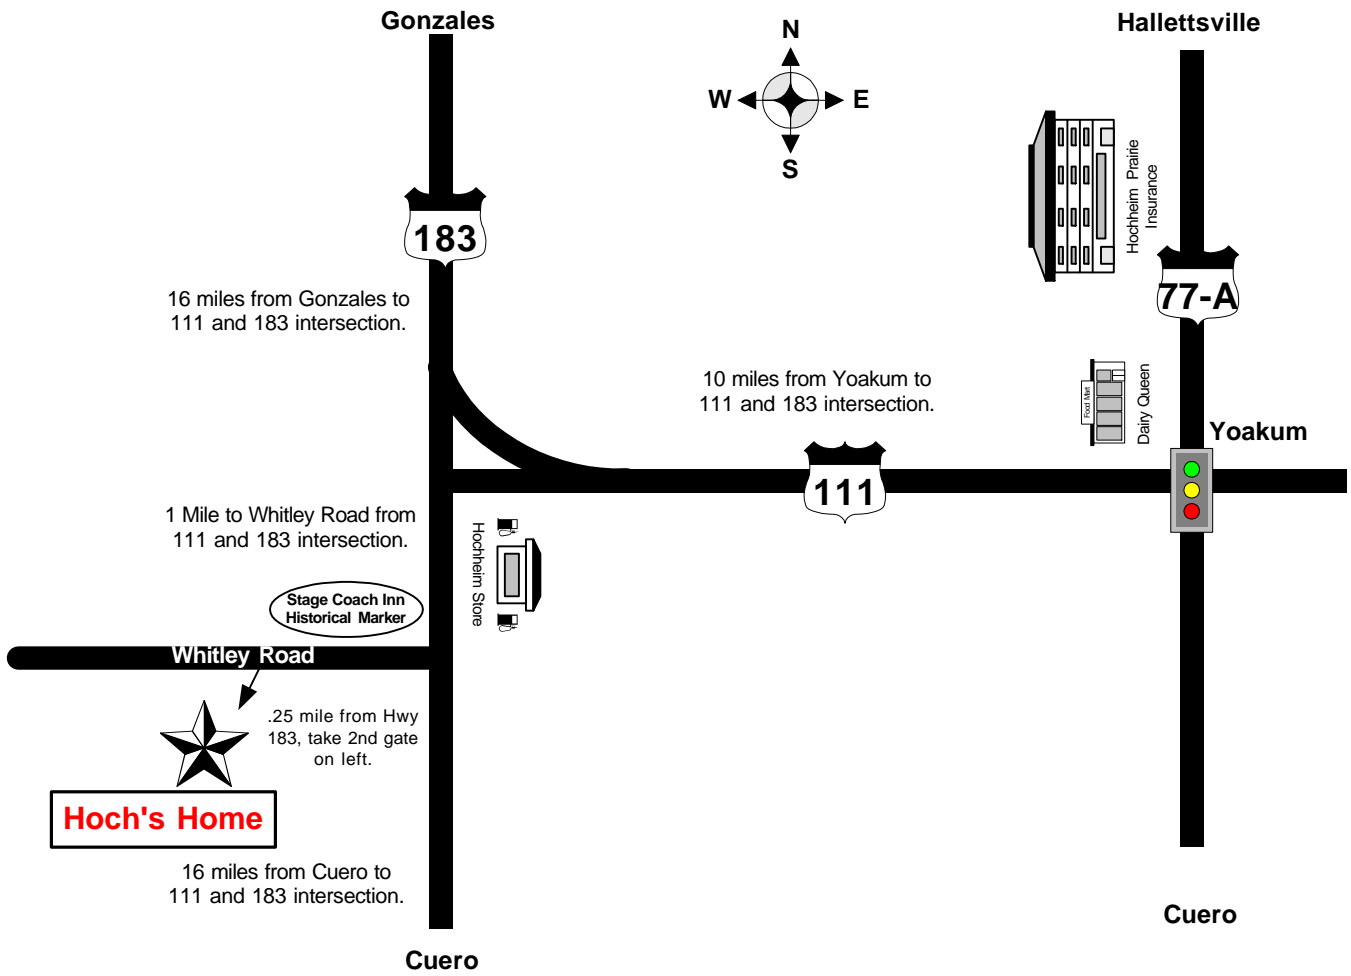 Gonzales
Hallettsville
N
W
E
S
Hochheim Prairie
Insurance
183
77-A
16 miles from Gonzales to
111 and 183 intersection.
10 miles from Yoakum to
111 and 183 intersection.
Food Mart
Dairy Queen
Yoakum
111
1 Mile to Whitley Road from
111 and 183 intersection.
Hochheim Store
Stage Coach Inn
Historical Marker
Whitley Road
.25 mile from Hwy
183, take 2nd gate
on left.
Hoch's Home
16 miles from Cuero to
111 and 183 intersection.
Cuero
Cuero